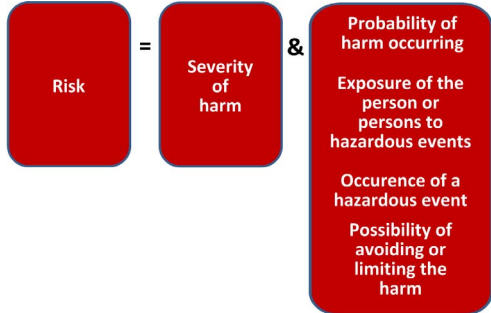 Risk
=
Severity
of
harm
&
Probability of
harm occurring
Exposure of the
person or
persons to
hazardous events
Occurence of a
hazardous event
Possibility of
avoiding or
limiting the
harm